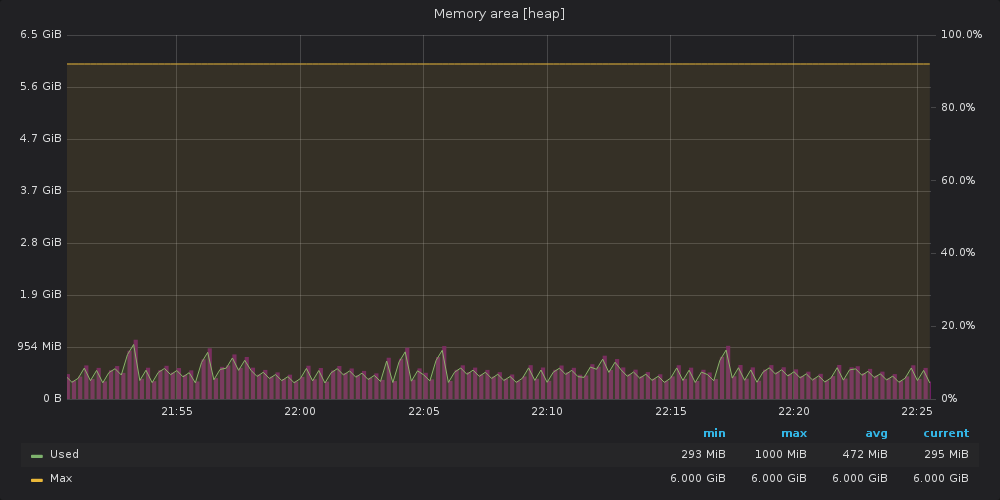 Memory area [heap]
6.5 GiB 100.0%
5.6 GiB
80.0%
4.7 GiB
3.7 GiB
60.0%
2.8 GiB
40.0%
1.9 GiB
20.0%
954 MiB
0 B 0%
21:55 22:00 22:05 22:10 22:15 22:20 22:25
min max avg current
Used 293 MiB 1000 MiB 472 MiB 295 MiB
Max 6.000 GiB 6.000 GiB 6.000 GiB 6.000 GiB